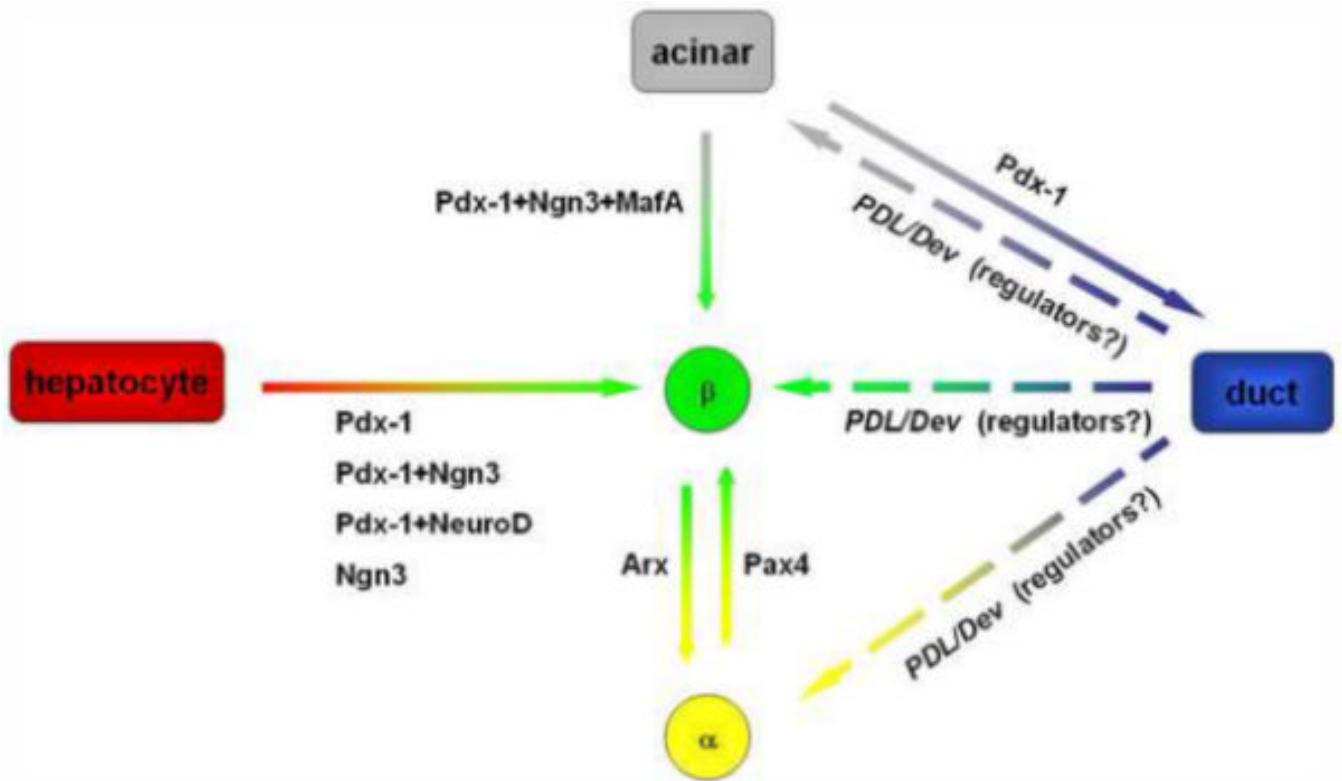 acinar
Pdx-1
PDL/Dev (regulators?)
Pdx-1+Ngn3+MafA
hepatocyte
β
duct
PDL/Dev (regulators?)
Pdx-1
Pdx-1+Ngn3
Pdx-1+NeuroD
Ngn3
Arx
Pax4
PDL/Dev (regulators?)
α